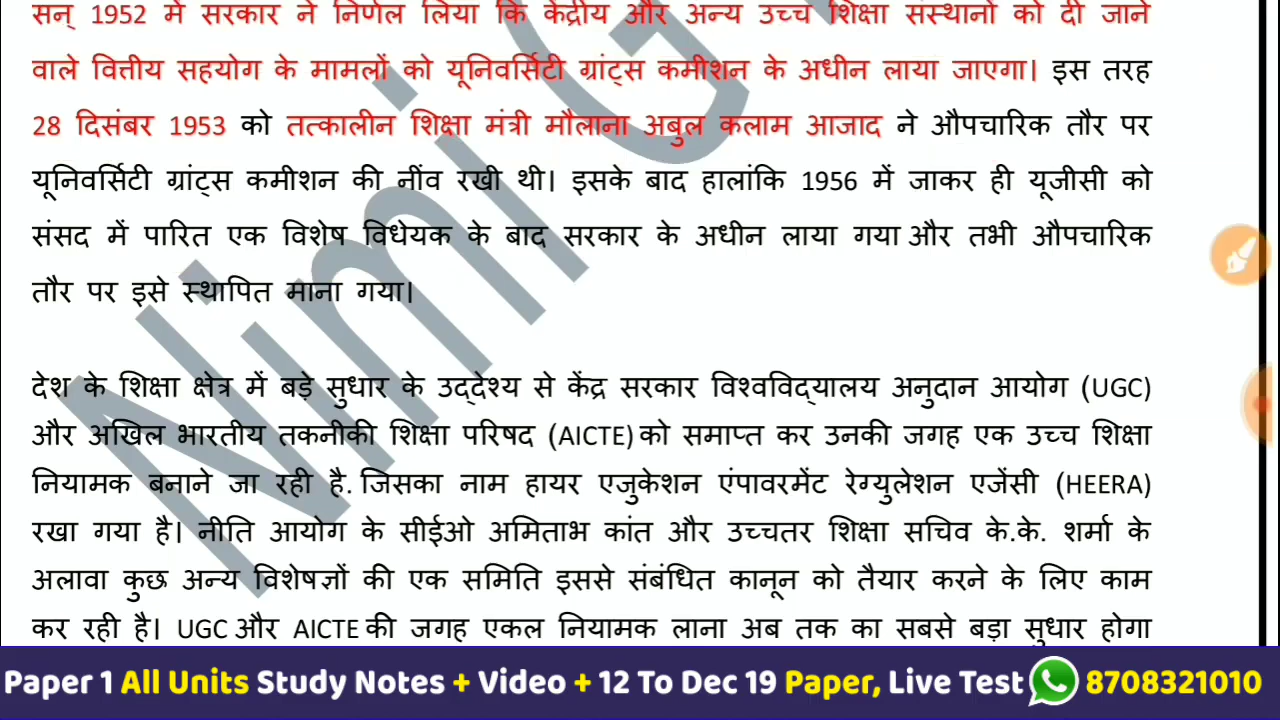 सन् 1952 में सरकार ने निर्णल लिया कि केंद्रीय और अन्य उच्च शिक्षा संस्थानों को दी जाने
वाले वित्तीय सहयोग के मामलों को यूनिवर्सिटी ग्रांट्स कमीशन के अधीन लाया जाएगा। इस तरह
28 दिसंबर 1953 को तत्कालीन शिक्षा मंत्री मौलाना अबुल कलाम आजाद ने औपचारिक तौर पर
यूनिवर्सिटी ग्रांट्स कमीशन की नींव रखी थी। इसके बाद हालांकि 1956 में जाकर ही यूजीसी को
संसद में पारित एक विशेष विधेयक के बाद सरकार के अधीन लाया गया और तभी औपचारिक
तौर पर इसे स्थापित माना गया।
देश के शिक्षा क्षेत्र में बड़े सुधार के उद्देश्य से केंद्र सरकार विश्वविद्यालय अनुदान आयोग (UGC)
और अखिल भारतीय तकनीकी शिक्षा परिषद (AICTE) को समाप्त कर उनकी जगह एक उच्च शिक्षा
नियामक बनाने जा रही है. जिसका नाम हायर एजुकेशन एंपावरमेंट रेग्युलेशन एजेंसी (HEERA)
रखा गया है। नीति आयोग के सीईओ अमिताभ कांत और उच्चतर शिक्षा सचिव के.के. शर्मा के
अलावा कुछ अन्य विशेषज्ञों की एक समिति इससे संबंधित कानून को तैयार करने के लिए काम
कर रही है। UGC और AICTE की जगह एकल नियामक लाना अब तक का सबसे बड़ा सुधार होगा
Nimi G
Paper 1 All Units Study Notes + Video + 12 To Dec 19 Paper, Live Test 8708321010